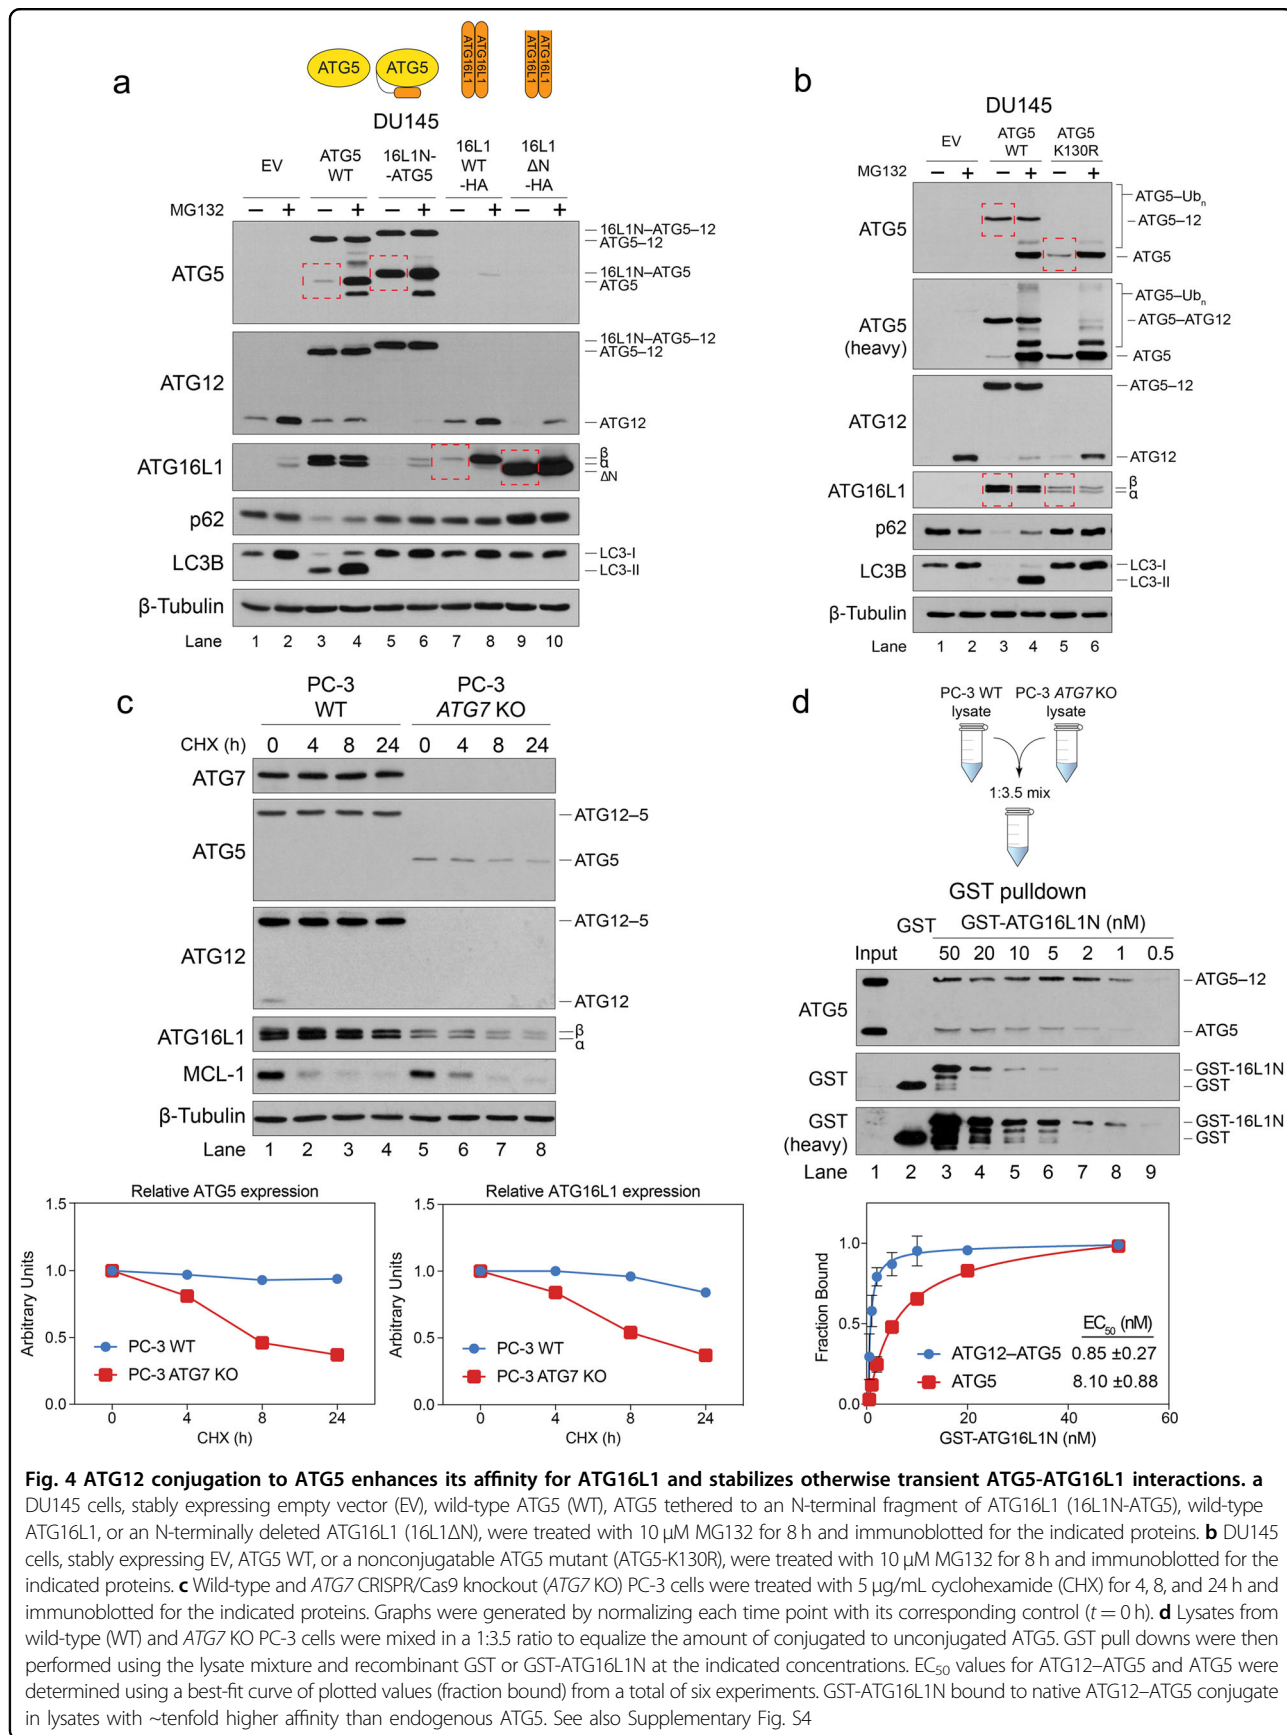 a
ATG5 ATG5 ATG16L1 ATG16L1 ATG16L1 ATG16L1
DU145
EV ATG5 WT 16L1N--ATG5 16L1 WT -HA 16L1 ΔN -HA
MG132 − + − + − + − + − +
ATG5
16L1N–ATG5–12
ATG5–12
16L1N–ATG5
ATG5
ATG12
16L1N–ATG5–12
ATG5–12
ATG12
ATG16L1
β
α
ΔN
p62
LC3B
LC3-I
LC3-II
β-Tubulin
Lane 1 2 3 4 5 6 7 8 9 10
b
DU145
EV ATG5 WT ATG5 K130R
MG132 − + − + − +
ATG5
ATG5–Ubn
ATG5–12
ATG5
ATG5 (heavy)
ATG5–Ubn
ATG5–ATG12
ATG5
ATG12
ATG5–12
ATG12
ATG16L1
β
α
p62
LC3B
LC3-I
LC3-II
β-Tubulin
Lane 1 2 3 4 5 6
c
PC-3 WT PC-3 ATG7 KO
CHX (h) 0 4 8 24 0 4 8 24
ATG7
ATG5
ATG12–5
ATG5
ATG12
ATG12–5
ATG12
ATG16L1
β
α
MCL-1
β-Tubulin
Lane 1 2 3 4 5 6 7 8
Relative ATG5 expression
Arbitrary Units
1.5
1.0
0.5
0.0
PC-3 WT
PC-3 ATG7 KO
0 4 8 24
CHX (h)
Relative ATG16L1 expression
Arbitrary Units
1.5
1.0
0.5
0.0
PC-3 WT
PC-3 ATG7 KO
0 4 8 24
CHX (h)
d
PC-3 WT lysate PC-3 ATG7 KO lysate
1:3.5 mix
GST pulldown
GST GST-ATG16L1N (nM)
Input 50 20 10 5 2 1 0.5
ATG5
ATG5–12
ATG5
GST
GST-16L1N
GST
GST (heavy)
GST-16L1N
GST
Lane 1 2 3 4 5 6 7 8 9
Fraction Bound
1.0
0.5
0.0
EC50 (nM)
ATG12–ATG5 0.85 ±0.27
ATG5 8.10 ±0.88
0 20 40 60
GST-ATG16L1N (nM)
Fig. 4 ATG12 conjugation to ATG5 enhances its affinity for ATG16L1 and stabilizes otherwise transient ATG5-ATG16L1 interactions. a
DU145 cells, stably expressing empty vector (EV), wild-type ATG5 (WT), ATG5 tethered to an N-terminal fragment of ATG16L1 (16L1N-ATG5), wild-type
ATG16L1, or an N-terminally deleted ATG16L1 (16L1ΔN), were treated with 10 μM MG132 for 8 h and immunoblotted for the indicated proteins. b DU145
cells, stably expressing EV, ATG5 WT, or a nonconjugatable ATG5 mutant (ATG5-K130R), were treated with 10 μM MG132 for 8 h and immunoblotted for the
indicated proteins. c Wild-type and ATG7 CRISPR/Cas9 knockout (ATG7 KO) PC-3 cells were treated with 5 μg/mL cyclohexamide (CHX) for 4, 8, and 24 h and
immunoblotted for the indicated proteins. Graphs were generated by normalizing each time point with its corresponding control (t = 0 h). d Lysates from
wild-type (WT) and ATG7 KO PC-3 cells were mixed in a 1:3.5 ratio to equalize the amount of conjugated to unconjugated ATG5. GST pull downs were then
performed using the lysate mixture and recombinant GST or GST-ATG16L1N at the indicated concentrations. EC50 values for ATG12–ATG5 and ATG5 were
determined using a best-fit curve of plotted values (fraction bound) from a total of six experiments. GST-ATG16L1N bound to native ATG12–ATG5 conjugate
in lysates with ~tenfold higher affinity than endogenous ATG5. See also Supplementary Fig. S4